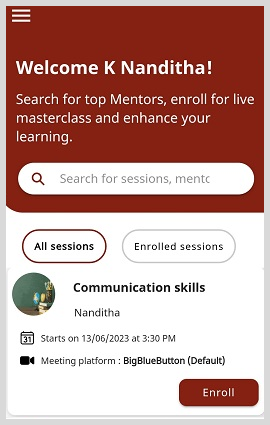 Welcome K Nanditha!
Search for top Mentors, enroll for live
masterclass and enhance your
learning.
Search for sessions, mentc
All sessions
Enrolled sessions
Communication skills
Nanditha
31
Starts on 13/06/2023 at 3:30 PM
Meeting platform : BigBlueButton (Default)
Enroll